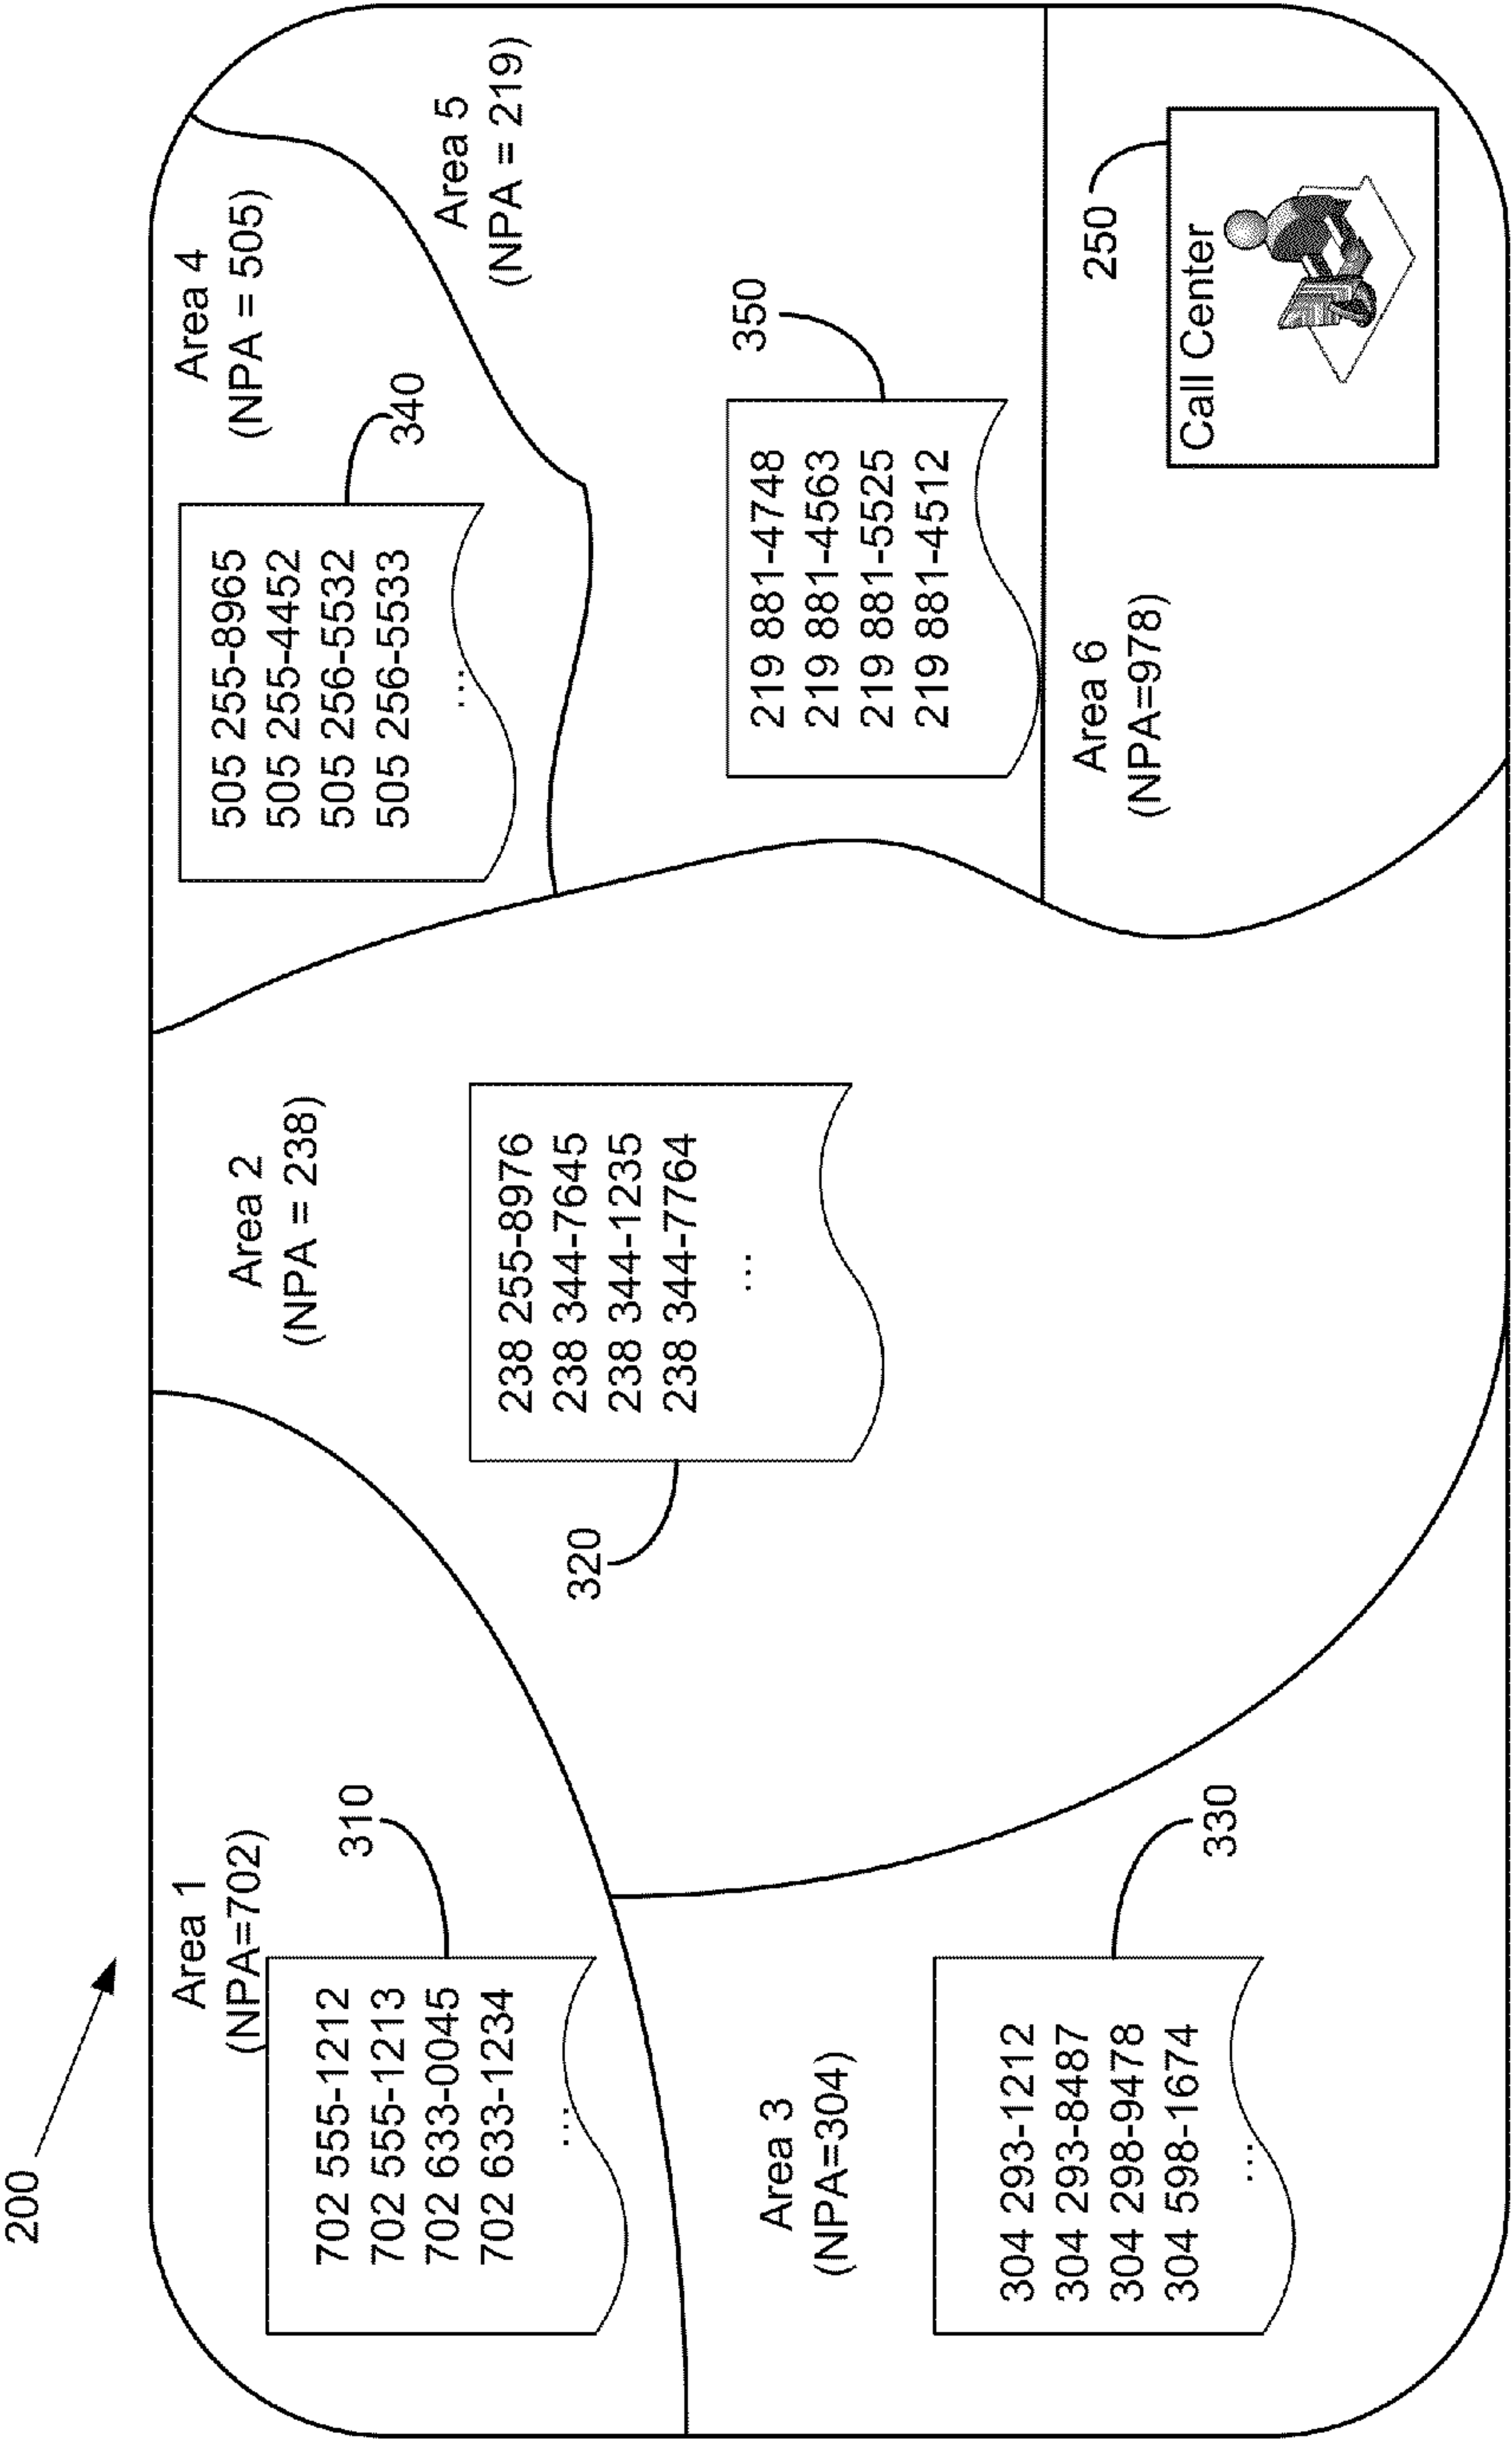 200
Area 1
(NPA=702)
310
702 555-1212
702 555-1213
702 633-0045
702 633-1234
...
Area 2
(NPA = 238)
238 255-8976
238 344-7645
238 344-1235
238 344-7764
...
320
Area 3
(NPA=304)
330
304 293-1212
304 293-8487
304 298-9478
304 598-1674
...
Area 4
(NPA = 505)
340
505 255-8965
505 255-4452
505 256-5532
505 256-5533
...
Area 5
(NPA = 219)
350
219 881-4748
219 881-4563
219 881-5525
219 881-4512
Area 6
(NPA=978)
250
Call Center